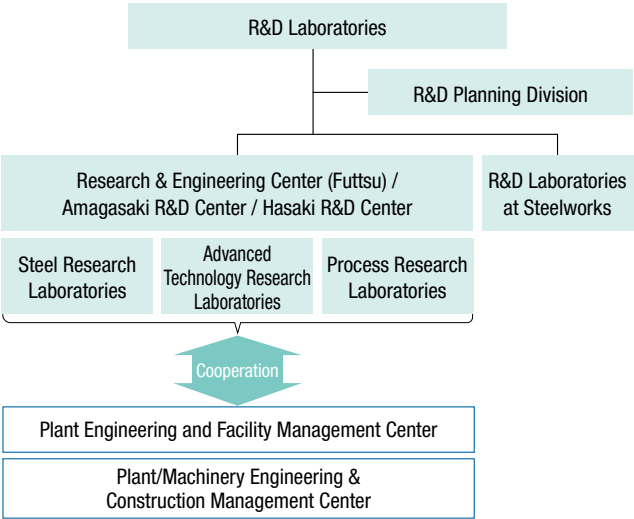 R&D Laboratories
R&D Planning Division
Research & Engineering Center (Futtsu) /
Amagasaki R&D Center / Hasaki R&D Center
R&D Laboratories
at Steelworks
Steel Research
Laboratories
Advanced
Technology Research
Laboratories
Process Research
Laboratories
Cooperation
Plant Engineering and Facility Management Center
Plant/Machinery Engineering &
Construction Management Center